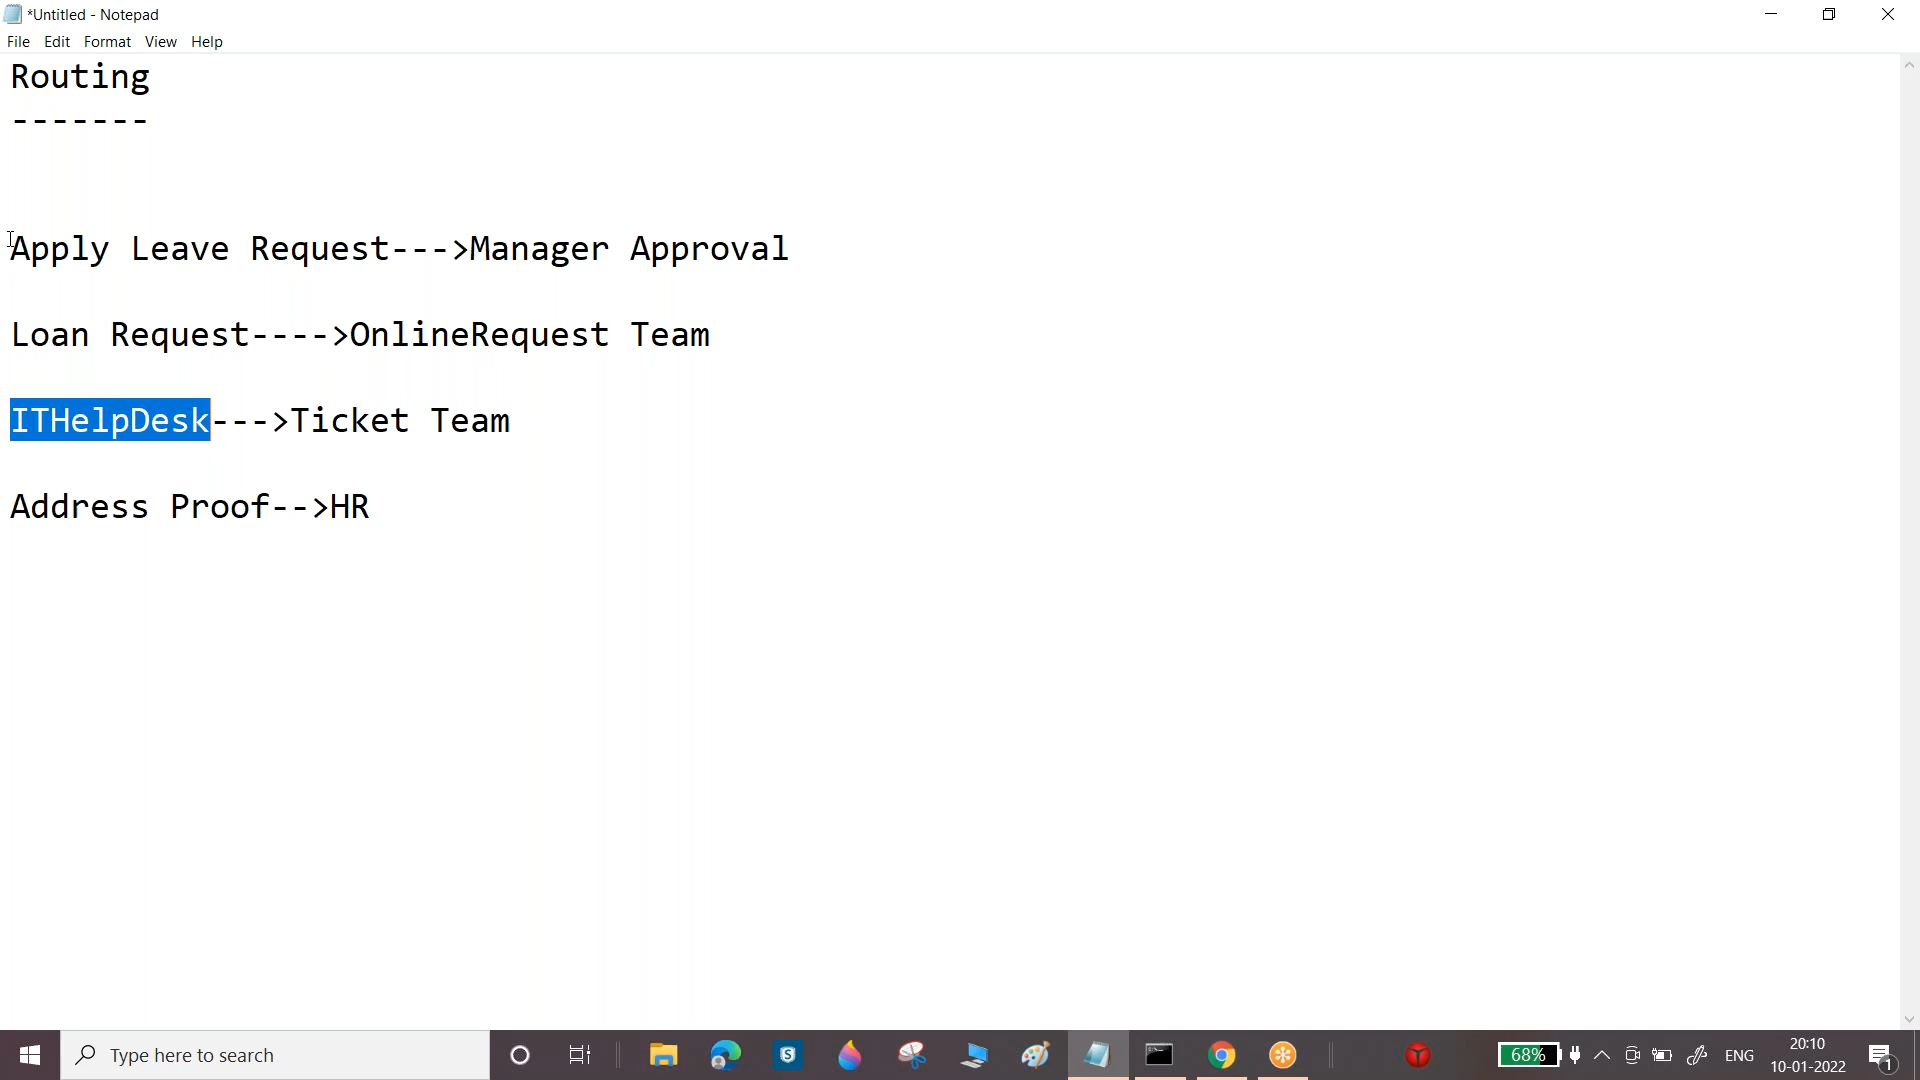 *Untitled - Notepad
File Edit Format View Help
Routing
-------
Apply Leave Request--->Manager Approval
Loan Request---->OnlineRequest Team
ITHelpDesk--->Ticket Team
Address Proof-->HR
Type here to search
S
68%
ENG
20:10
10-01-2022
1